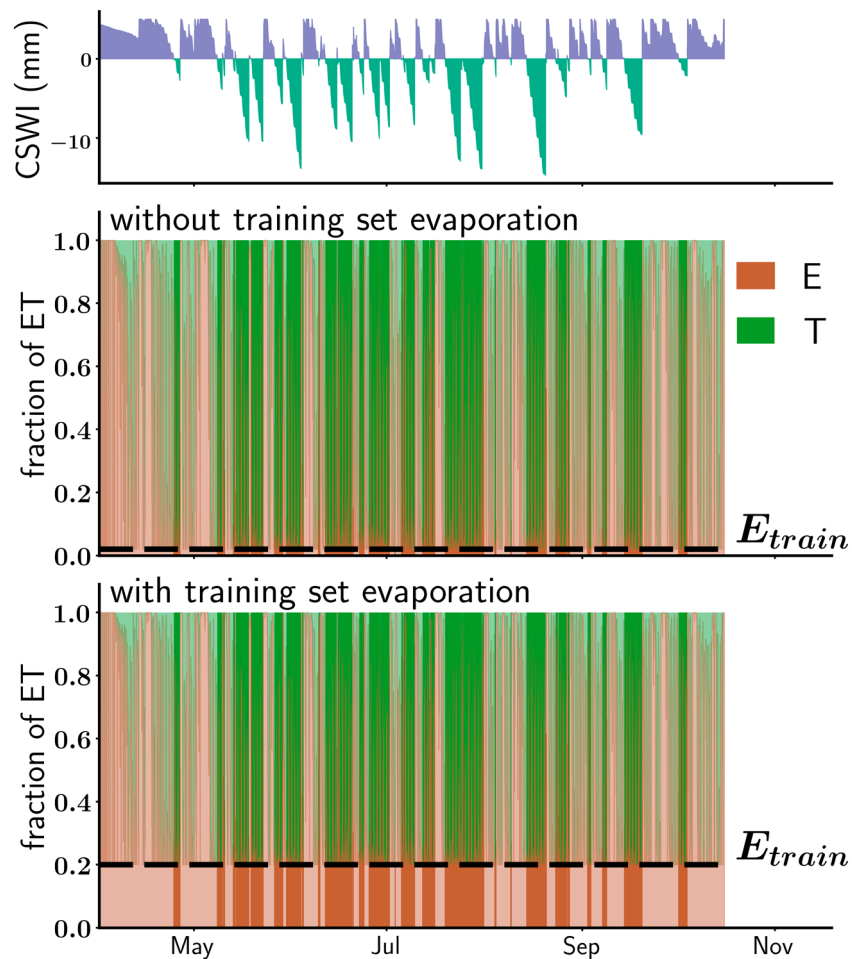 CSWI (mm)
0
−10
without training set evaporation
fraction of ET
1.0
0.8
0.6
0.4
0.2
0.0
E
T
E_train
with training set evaporation
fraction of ET
1.0
0.8
0.6
0.4
0.2
0.0
E_train
May Jul Sep Nov